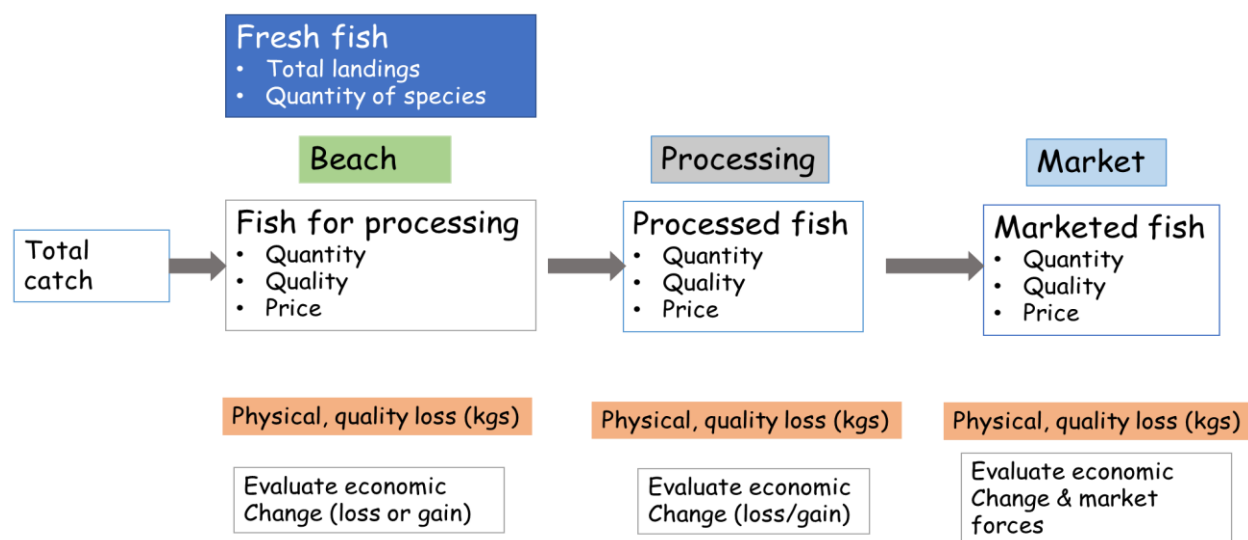 Fresh fish
• Total landings
• Quantity of species
Beach
Processing
Market
Total
catch
Fish for processing
• Quantity
• Quality
• Price
Processed fish
• Quantity
• Quality
• Price
Marketed fish
• Quantity
• Quality
• Price
Physical, quality loss (kgs)
Physical, quality loss (kgs)
Physical, quality loss (kgs)
Evaluate economic
Change (loss or gain)
Evaluate economic
Change (loss/gain)
Evaluate economic
Change & market
forces